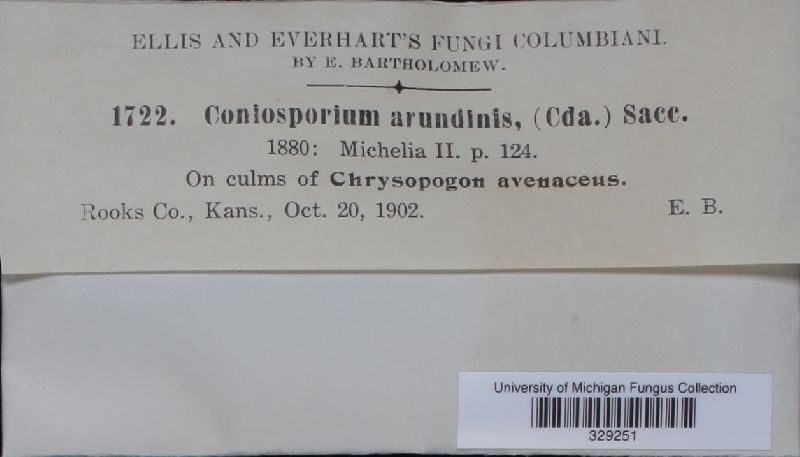 ELLIS AND EVERHART'S FUNGI COLUMBIANI.
BY E. BARTHOLOMEW.
1722. Coniosporium arundinis, (Cda.) Sacc.
1880: Michelia II. p. 124.
On culms of Chrysopogon avenaceus.
Rooks Co., Kans., Oct. 20, 1902. E. B.
University of Michigan Fungus Collection
329251